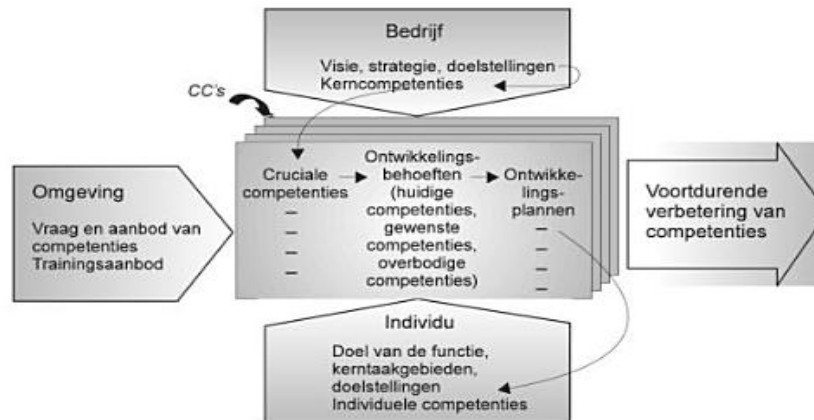 Bedrijf
Visie, strategie, doelstellingen
Kerncompetenties
CC's
Omgeving
Vraag en aanbod van
competenties
Trainingsaanbod
Cruciale
competenties
–
–
–
–
Ontwikkelings-
behoeften
(huidige
competenties,
gewenste
competenties,
overbodige
competenties)
Ontwikke-
lings-
plannen
–
–
–
–
Voortdurende
verbetering van
competenties
Individu
Doel van de functie,
kerntaakgebieden,
doelstellingen
Individuele competenties